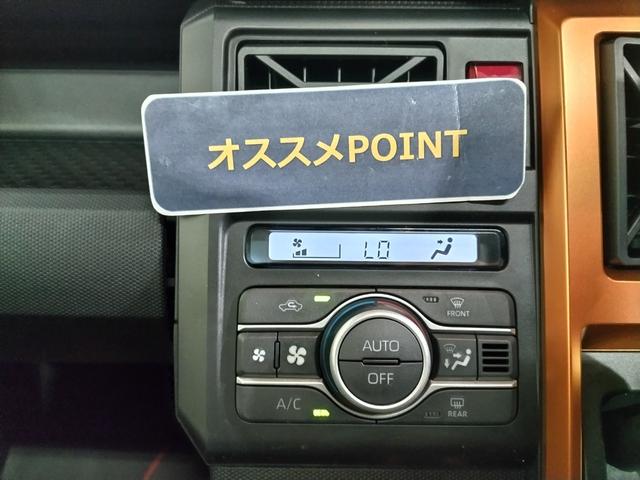 オススメPOINT
LO
FRONT
AUTO
OFF
A/C
REAR